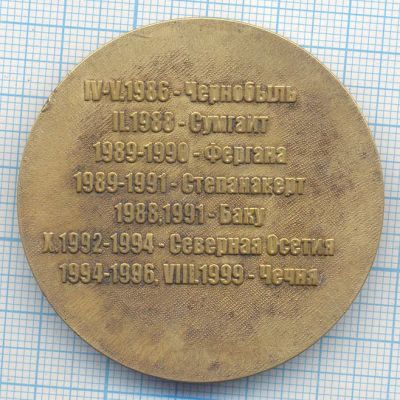 IV-V.1986 - Чернобыль
II.1988 - Сумгаит
1989-1990 - Фергана
1989-1991 - Степанакерт
1988,1991 - Баку
X.1992-1994 - Северная Осетия
1994-1996, VIII.1999 - Чечня